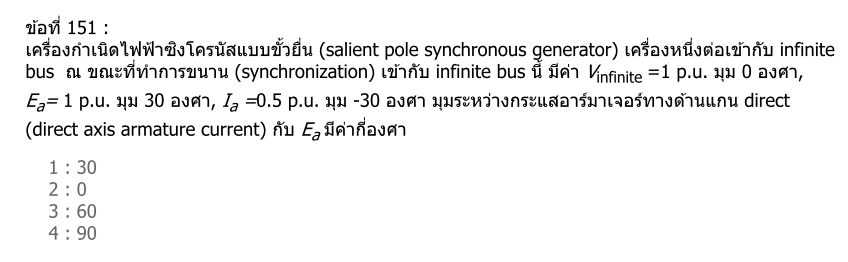 ข้อที่ 151 :
เครื่องกำเนิดไฟฟ้าซิงโครนัสแบบขั้วยื่น (salient pole synchronous generator) เครื่องหนึ่งต่อเข้ากับ infinite
bus ณ ขณะที่ทำการขนาน (synchronization) เข้ากับ infinite bus นี้ มีค่า Vinfinite =1 p.u. มุม 0 องศา,
Ea= 1 p.u. มุม 30 องศา, Ia =0.5 p.u. มุม -30 องศา มุมระหว่างกระแสอาร์มาเจอร์ทางด้านแกน direct
(direct axis armature current) กับ Ea มีค่ากี่องศา
1 : 30
2 : 0
3 : 60
4 : 90